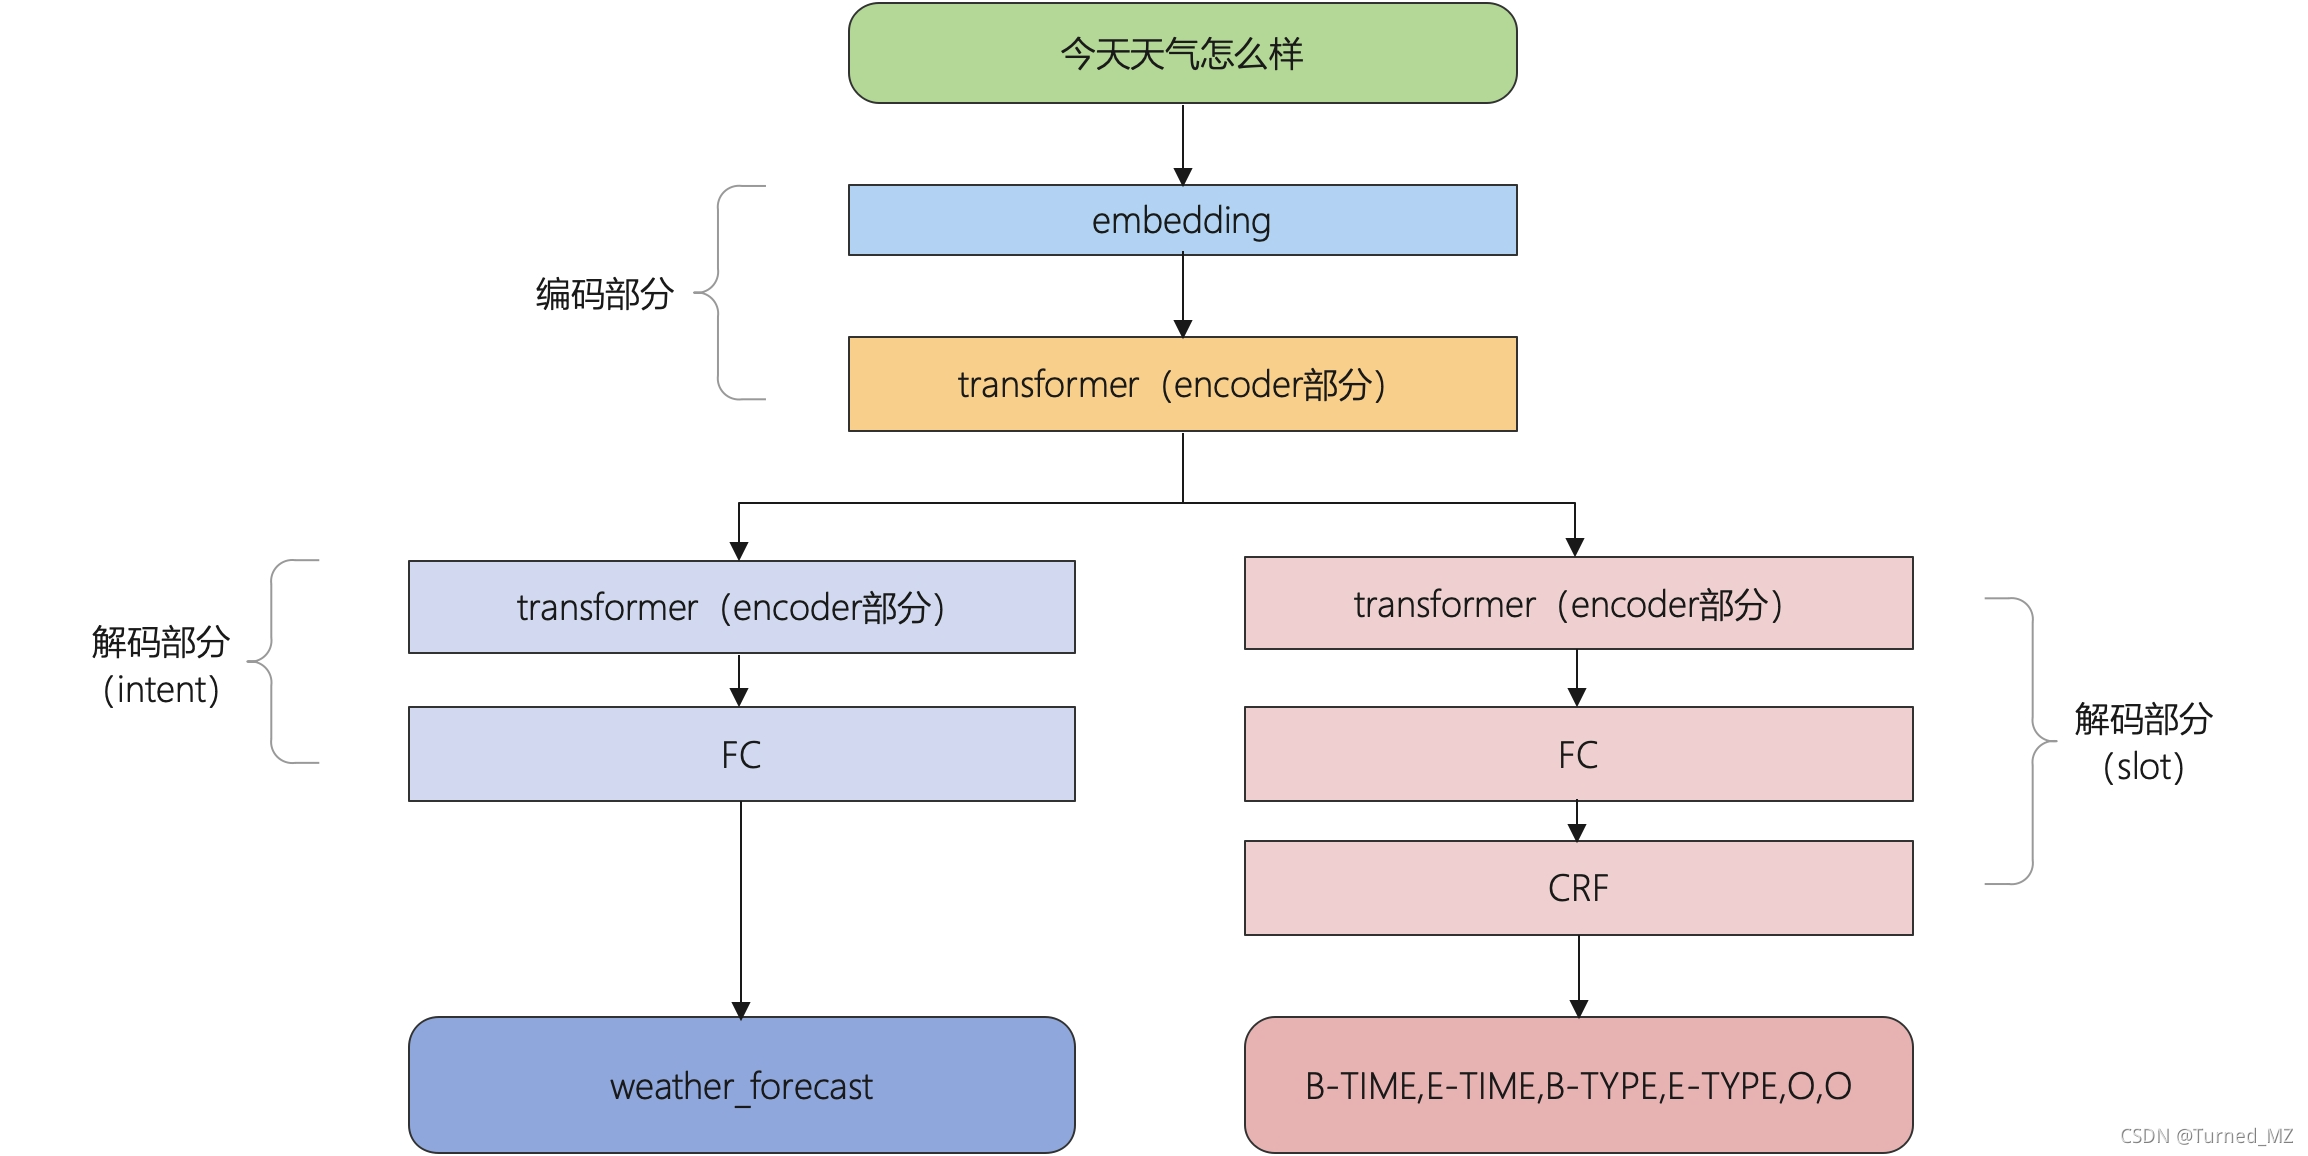 今天天气怎么样
embedding
编码部分
transformer（encoder部分）
transformer（encoder部分）
transformer（encoder部分）
解码部分
（intent）
FC
FC
解码部分
（slot）
CRF
weather_forecast
B-TIME,E-TIME,B-TYPE,E-TYPE,O,O
CSDN @Turned_MZ